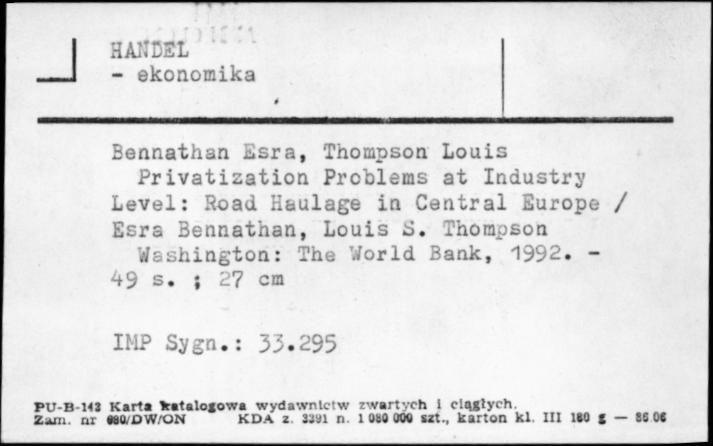 HANDEL
- ekonomika
Bennathan Esra, Thompson Louis
Privatization Problems at Industry
Level: Road Haulage in Central Europe /
Esra Bennathan, Louis S. Thompson
Washington: The World Bank, 1992. -
49 s. ; 27 cm
IMP Sygn.: 33.295
PU-B-143 Karta katalogowa wydawnictw zwartych i ciągłych.
Zam. nr 680/DW/ON KDA z. 3391 n. 1 080 000 szt., karton kl. III 180 g — 86.06